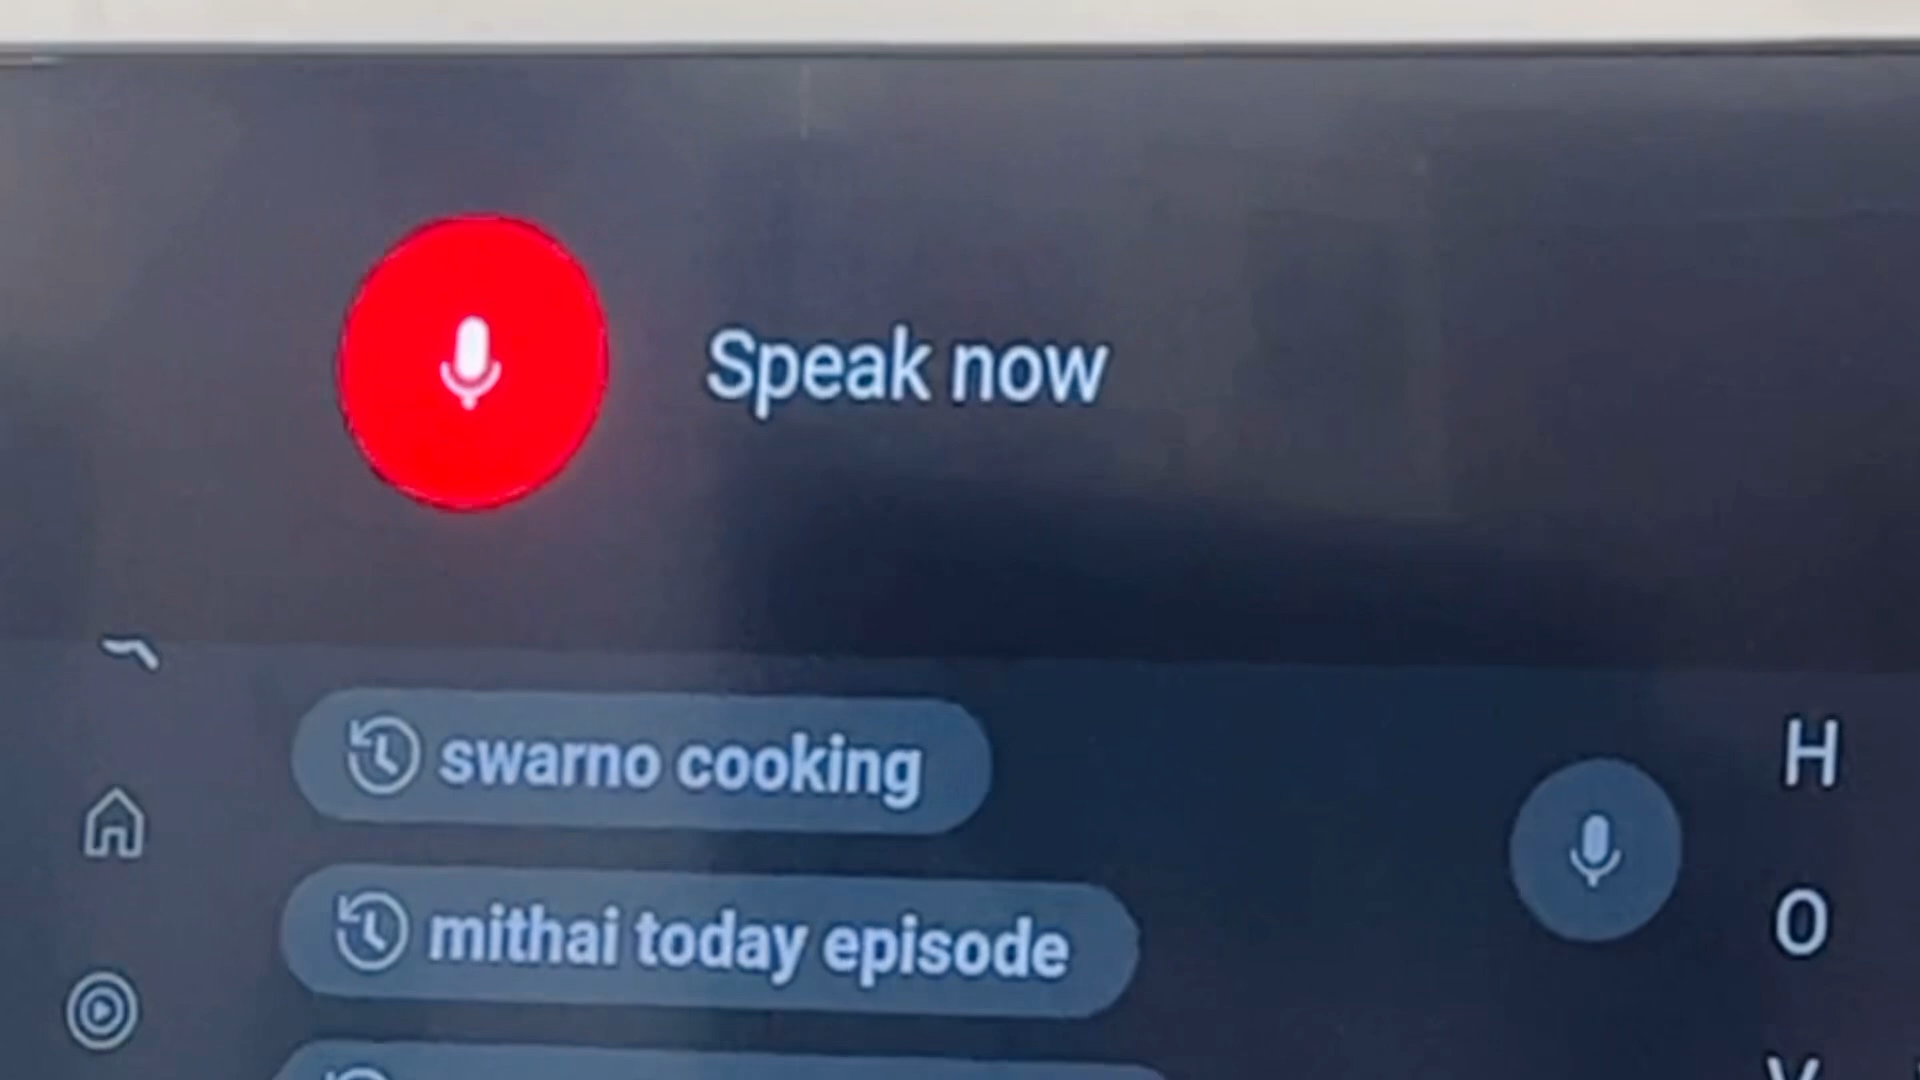 Speak now
swarno cooking
mithai today episode
H
O